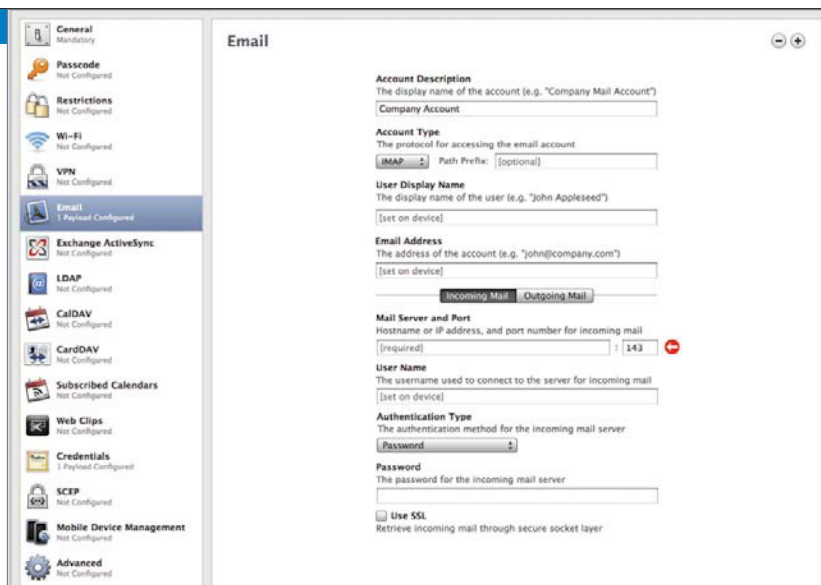 General
Mandatory
Passcode
Not Configured
Restrictions
Not Configured
Wi-Fi
Not Configured
VPN
Not Configured
Email
1 Payload Configured
Exchange ActiveSync
Not Configured
LDAP
Not Configured
CalDAV
Not Configured
CardDAV
Not Configured
Subscribed Calendars
Not Configured
Web Clips
Not Configured
Credentials
1 Payload Configured
SCEP
Not Configured
Mobile Device Management
Not Configured
Advanced
Not Configured
Email
Account Description
The display name of the account (e.g. "Company Mail Account")
Company Account
Account Type
The protocol for accessing the email account
IMAP Path Prefix: [optional]
User Display Name
The display name of the user (e.g. "John Appleseed")
[set on device]
Email Address
The address of the account (e.g. "john@company.com")
[set on device]
Incoming Mail Outgoing Mail
Mail Server and Port
Hostname or IP address, and port number for incoming mail
[required] : 143
User Name
The username used to connect to the server for incoming mail
[set on device]
Authentication Type
The authentication method for the incoming mail server
Password
Password
The password for the incoming mail server
Use SSL
Retrieve incoming mail through secure socket layer